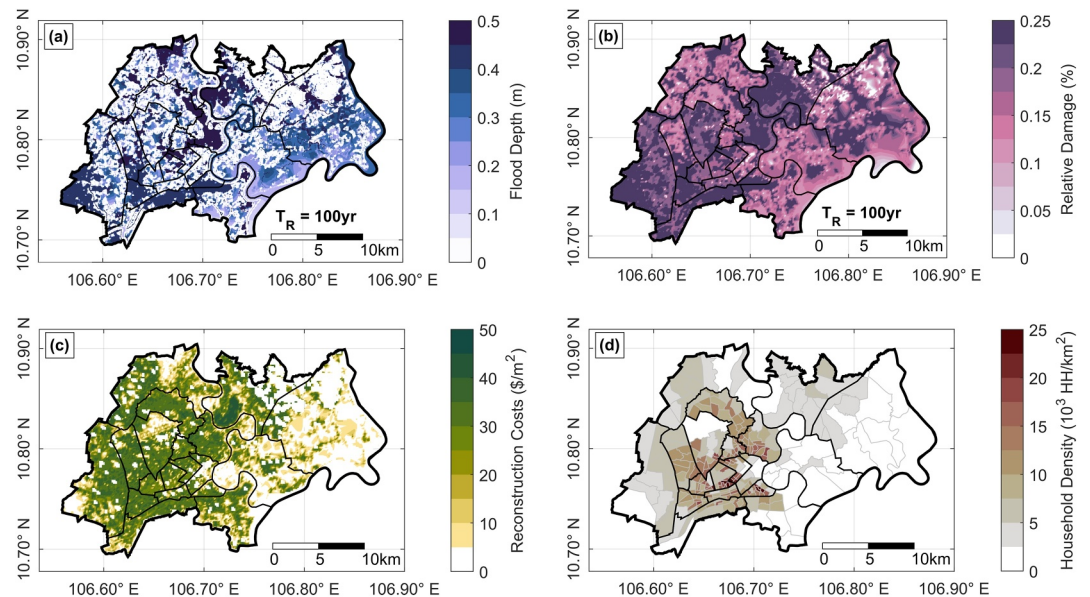 (a)
10.90° N
10.80° N
10.70° N
106.60° E
106.70° E
106.80° E
106.90° E
T_R = 100yr
0
5
10km
0.5
0.4
0.3
0.2
0.1
0
Flood Depth (m)
(b)
10.90° N
10.80° N
10.70° N
106.60° E
106.70° E
106.80° E
106.90° E
T_R = 100yr
0
5
10km
0.25
0.2
0.15
0.1
0.05
0
Relative Damage (%)
(c)
10.90° N
10.80° N
10.70° N
106.60° E
106.70° E
106.80° E
106.90° E
0
5
10km
50
40
30
20
10
0
Reconstruction Costs ($/m²)
(d)
10.90° N
10.80° N
10.70° N
106.60° E
106.70° E
106.80° E
106.90° E
0
5
10km
25
20
15
10
5
0
Household Density (10³ HH/km²)